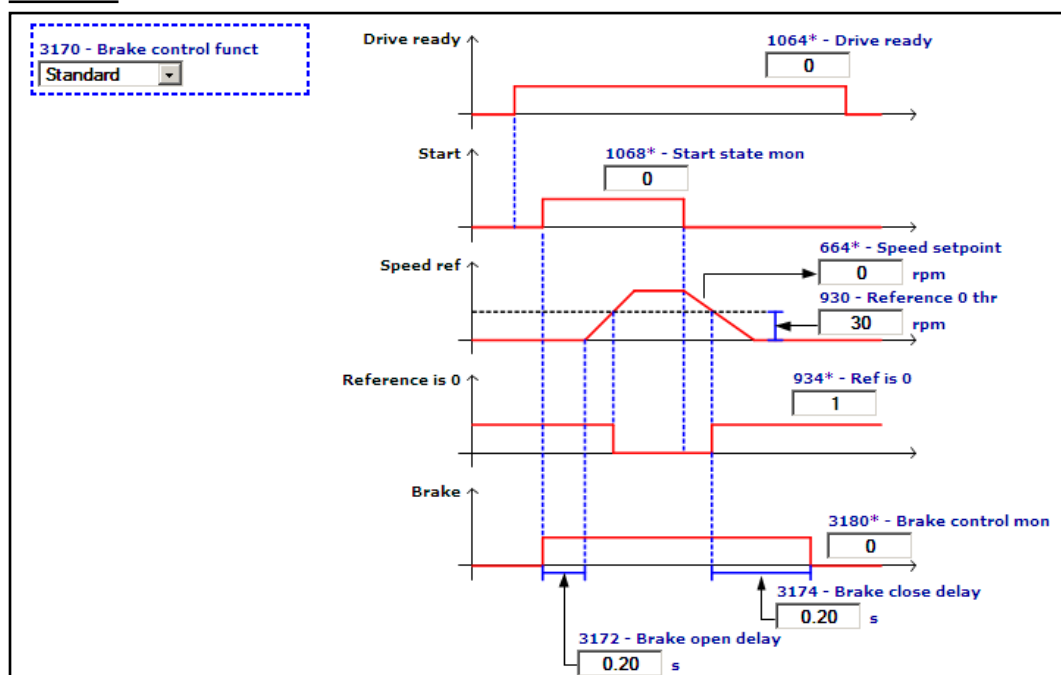 3170 - Brake control funct
Standard
Drive ready
1064* - Drive ready
0
Start
1068* - Start state mon
0
Speed ref
664* - Speed setpoint
0 rpm
930 - Reference 0 thr
30 rpm
Reference is 0
934* - Ref is 0
1
Brake
3180* - Brake control mon
0
3174 - Brake close delay
0.20 s
3172 - Brake open delay
0.20 s